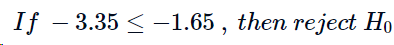 If − 3.35 ≤ −1.65 , then reject H₀